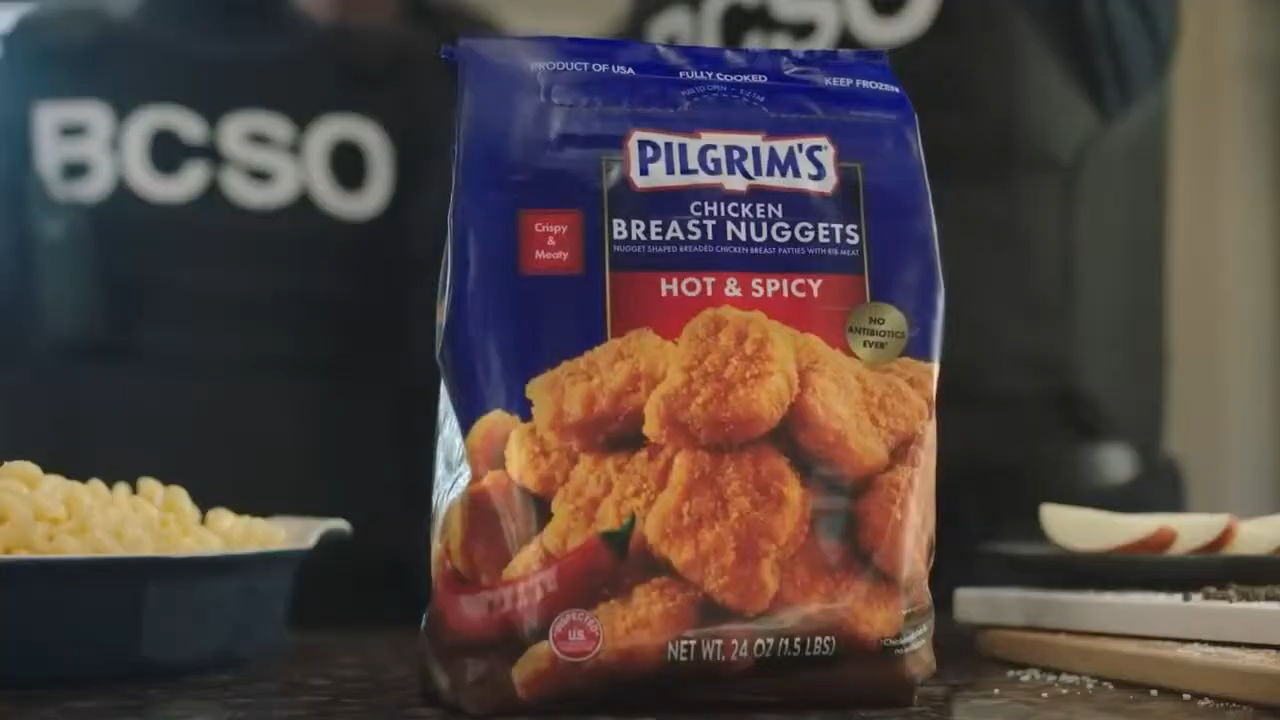 BCSO
BCSO
PRODUCT OF USA
FULLY COOKED
KEEP FROZEN
PILGRIM'S
CHICKEN
BREAST NUGGETS
NUGGET SHAPED BREADED CHICKEN BREAST PATTIES WITH RIB MEAT
Crispy
&
Meaty
HOT & SPICY
NO
ANTIBIOTICS
EVER*
INSPECTED
U.S.
NET WT. 24 OZ (1.5 LBS)